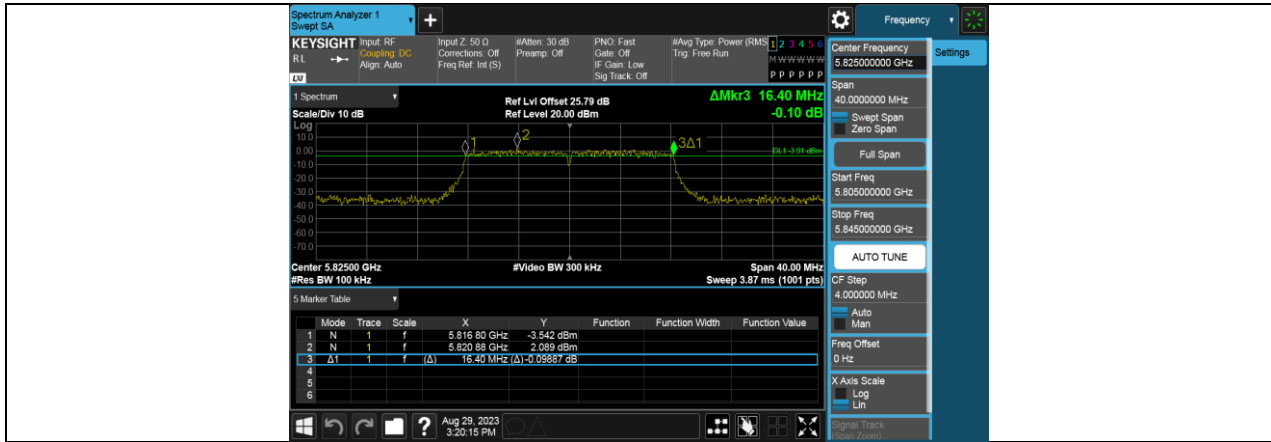 Spectrum Analyzer 1
Swept SA
+
Frequency
KEYSIGHT Input: RF Input Z: 50 Ω #Atten: 30 dB PNO: Fast #Avg Type: Power (RMS 1 2 3 4 5 6
RL Coupling: DC Corrections: Off Preamp: Off Gate: Off Trig: Free Run M W W W W W
Align: Auto Freq Ref: Int (S) IF Gain: Low
LXI Sig Track: Off P P P P P P
1 Spectrum
Ref Lvl Offset 25.79 dB ΔMkr3 16.40 MHz
Scale/Div 10 dB Ref Level 20.00 dBm -0.10 dB
Log
10.0
0.00
-10.0
-20.0
-30.0
-40.0
-50.0
-60.0
-70.0
1
2
3Δ1
DL1 -3.91 dBm
Center 5.82500 GHz #Video BW 300 kHz Span 40.00 MHz
#Res BW 100 kHz Sweep 3.87 ms (1001 pts)
5 Marker Table
Mode Trace Scale X Y Function Function Width Function Value
1 N 1 f 5.816 80 GHz -3.542 dBm
2 N 1 f 5.820 88 GHz 2.089 dBm
3 Δ1 1 f (Δ) 16.40 MHz (Δ) -0.09887 dB
4
5
6
? Aug 29, 2023
3:20:15 PM
Center Frequency
5.825000000 GHz
Settings
Span
40.0000000 MHz
Swept Span
Zero Span
Full Span
Start Freq
5.805000000 GHz
Stop Freq
5.845000000 GHz
AUTO TUNE
CF Step
4.000000 MHz
Auto
Man
Freq Offset
0 Hz
X Axis Scale
Log
Lin
Signal Track
(Span Zoom)